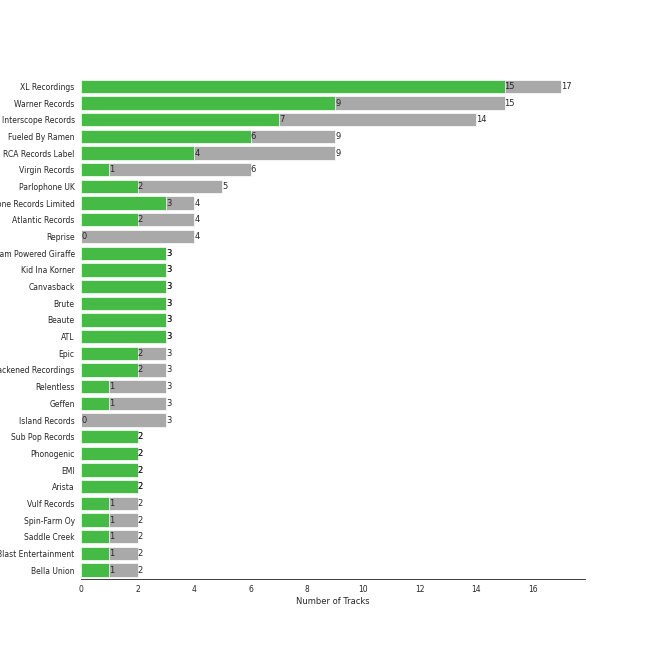 XL Recordings 15 17
Warner Records 9 15
Interscope Records 7 14
Fueled By Ramen 6 9
RCA Records Label 4 9
Virgin Records 1 6
Parlophone UK 2 5
one Records Limited 3 4
Atlantic Records 2 4
Reprise 0 4
am Powered Giraffe 3
Kid Ina Korner 3
Canvasback 3
Brute 3
Beaute 3
ATL 3
Epic 2 3
ackened Recordings 2 3
Relentless 1 3
Geffen 1 3
Island Records 0 3
Sub Pop Records 2
Phonogenic 2
EMI 2
Arista 2
Vulf Records 1 2
Spin-Farm Oy 1 2
Saddle Creek 1 2
Blast Entertainment 1 2
Bella Union 1 2
0 2 4 6 8 10 12 14 16
Number of Tracks